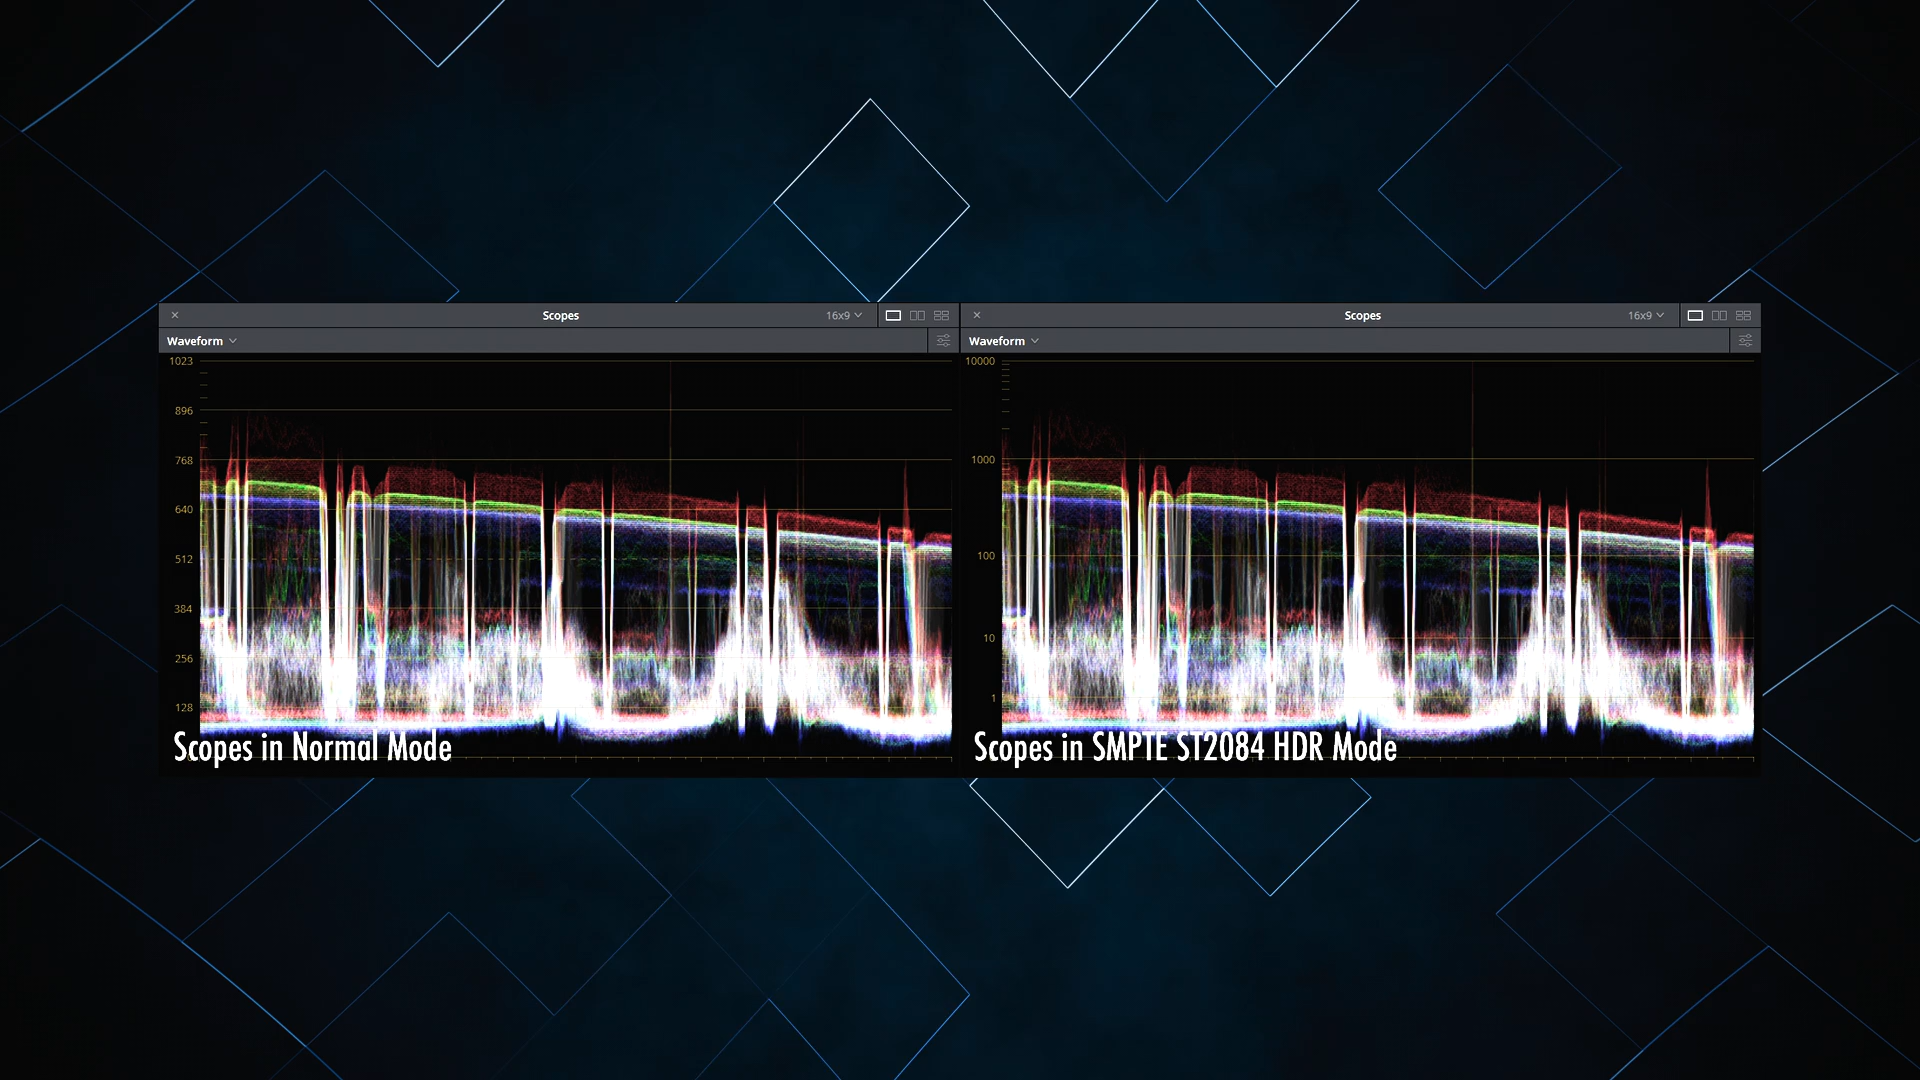 Scopes
16x9
Waveform
1023
896
768
640
512
384
256
128
Scopes in Normal Mode
Scopes
16x9
Waveform
10000
1000
100
10
1
Scopes in SMPTE ST2084 HDR Mode